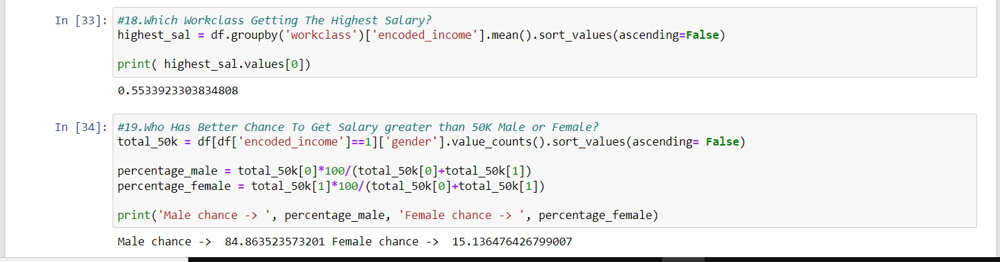 In [33]: #18.Which Workclass Getting The Highest Salary?
highest_sal = df.groupby('workclass')['encoded_income'].mean().sort_values(ascending=False)
print( highest_sal.values[0])
0.5533923303834808
In [34]: #19.Who Has Better Chance To Get Salary greater than 50K Male or Female?
total_50k = df[df['encoded_income']==1]['gender'].value_counts().sort_values(ascending= False)
percentage_male = total_50k[0]*100/(total_50k[0]+total_50k[1])
percentage_female = total_50k[1]*100/(total_50k[0]+total_50k[1])
print('Male chance -> ', percentage_male, 'Female chance -> ', percentage_female)
Male chance ->  84.863523573201 Female chance ->  15.136476426799007